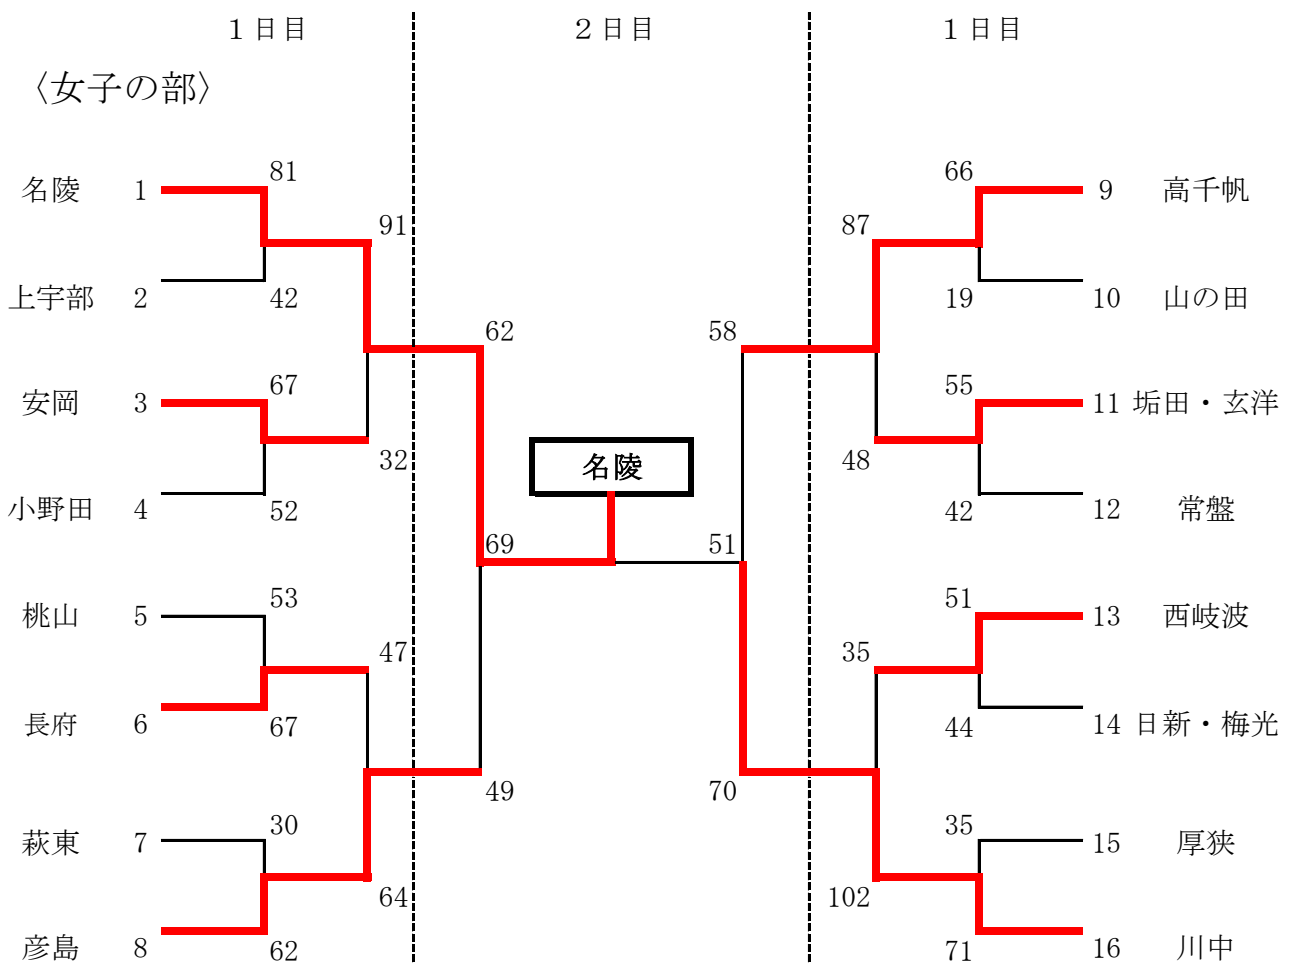 1日目 2日目 1日目
〈女子の部〉
81 66
名陵 1 9 高千帆
91 87
上宇部 2 42 19 10 山の田
62 58
67 55
安岡 3 11 垢田・玄洋
32 48
名陵
小野田 4 52 42 12 常盤
69 51
53 51
桃山 5 13 西岐波
47 35
長府 6 67 44 14 日新・梅光
49 70
30 35
萩東 7 15 厚狭
64 102
彦島 8 62 71 16 川中